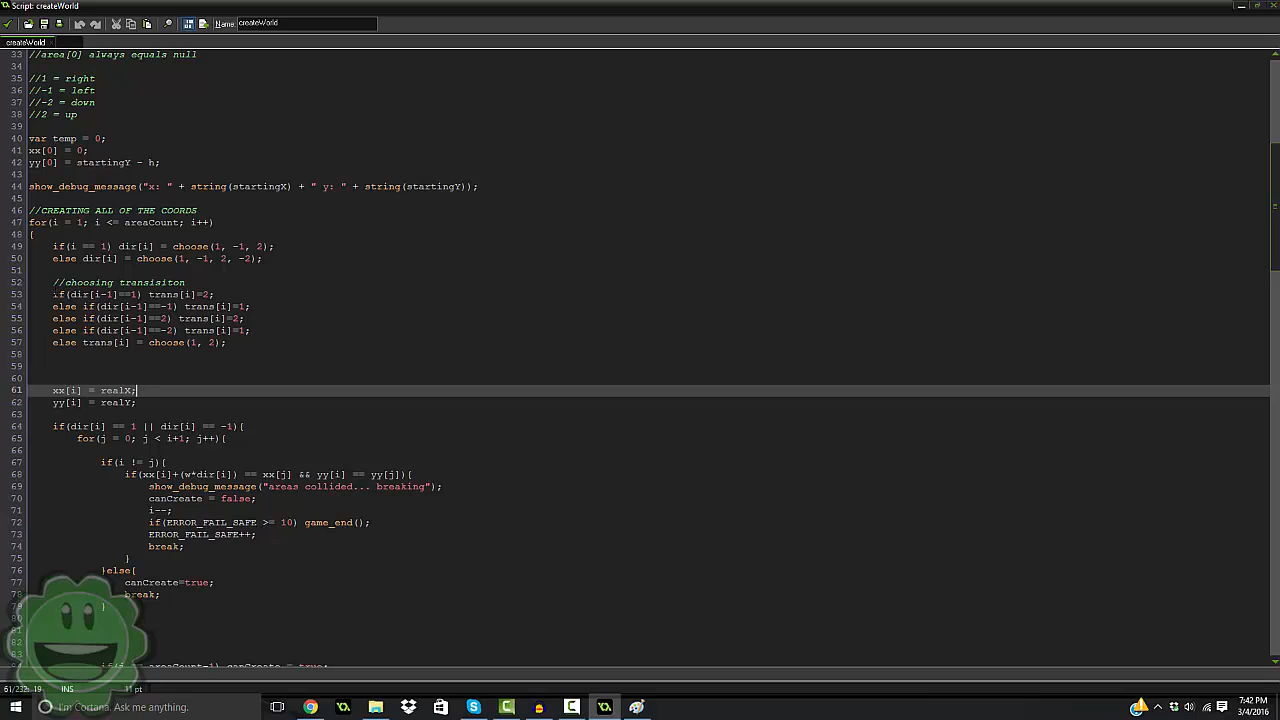 Script: createWorld
Name: createWorld
createWorld
33 //area[0] always equals null
34
35 //1 = right
36 //-1 = left
37 //-2 = down
38 //2 = up
39
40 var temp = 0;
41 xx[0] = 0;
42 yy[0] = startingY - h;
43
44 show_debug_message("x: " + string(startingX) + " y: " + string(startingY));
45
46 //CREATING ALL OF THE COORDS
47 for(i = 1; i <= areaCount; i++)
48 {
49 if(i == 1) dir[i] = choose(1, -1, 2);
50 else dir[i] = choose(1, -1, 2, -2);
51
52 //choosing transisiton
53 if(dir[i-1]==1) trans[i]=2;
54 else if(dir[i-1]==-1) trans[i]=1;
55 else if(dir[i-1]==2) trans[i]=2;
56 else if(dir[i-1]==-2) trans[i]=1;
57 else trans[i] = choose(1, 2);
58
59
60
61 xx[i] = realX;
62 yy[i] = realY;
63
64 if(dir[i] == 1 || dir[i] == -1){
65 for(j = 0; j < i+1; j++){
66
67 if(i != j){
68 if(xx[i]+(w*dir[i]) == xx[j] && yy[i] == yy[j]){
69 show_debug_message("areas collided... breaking");
70 canCreate = false;
71 i--;
72 if(ERROR_FAIL_SAFE >= 10) game_end();
73 ERROR_FAIL_SAFE++;
74 break;
75 }
76 }else{
77 canCreate=true;
78 break;
79 }
80
81
82
61/232: 19 INS 11 pt
I'm Cortana. Ask me anything.
7:42 PM
3/4/2016